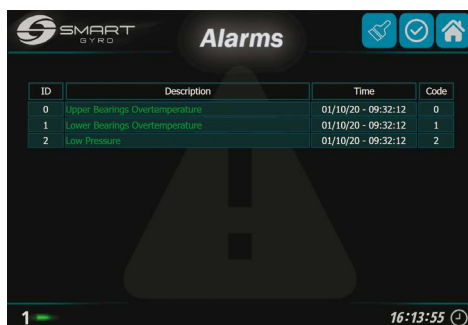 SMART
GYRO
Alarms
ID Description Time Code
0 Upper Bearings Overtemperature 01/10/20 - 09:32:12 0
1 Lower Bearings Overtemperature 01/10/20 - 09:32:12 1
2 Low Pressure 01/10/20 - 09:32:12 2
1 16:13:55